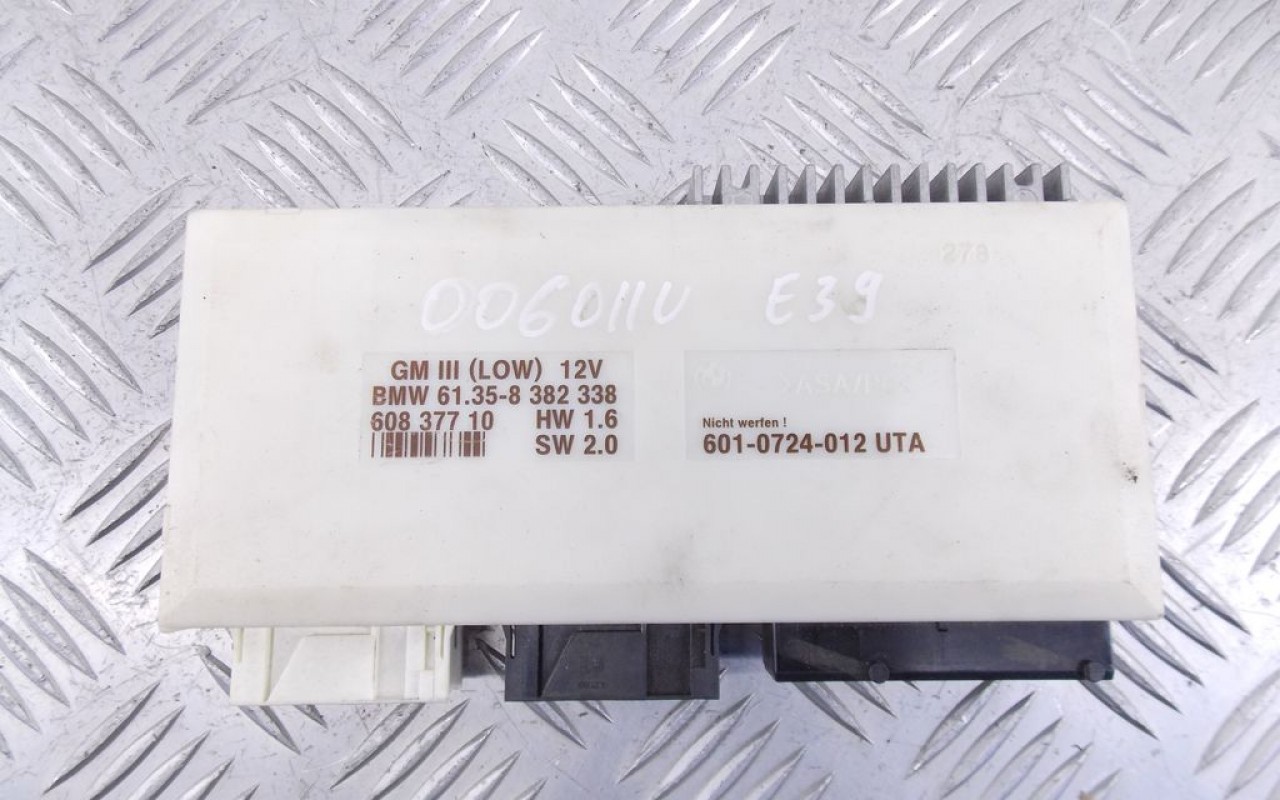 278
006011U E39
GM III (LOW) 12V
BMW 61.35-8 382 338
608 377 10 HW 1.6
SW 2.0
Nicht werfen !
601-0724-012 UTA